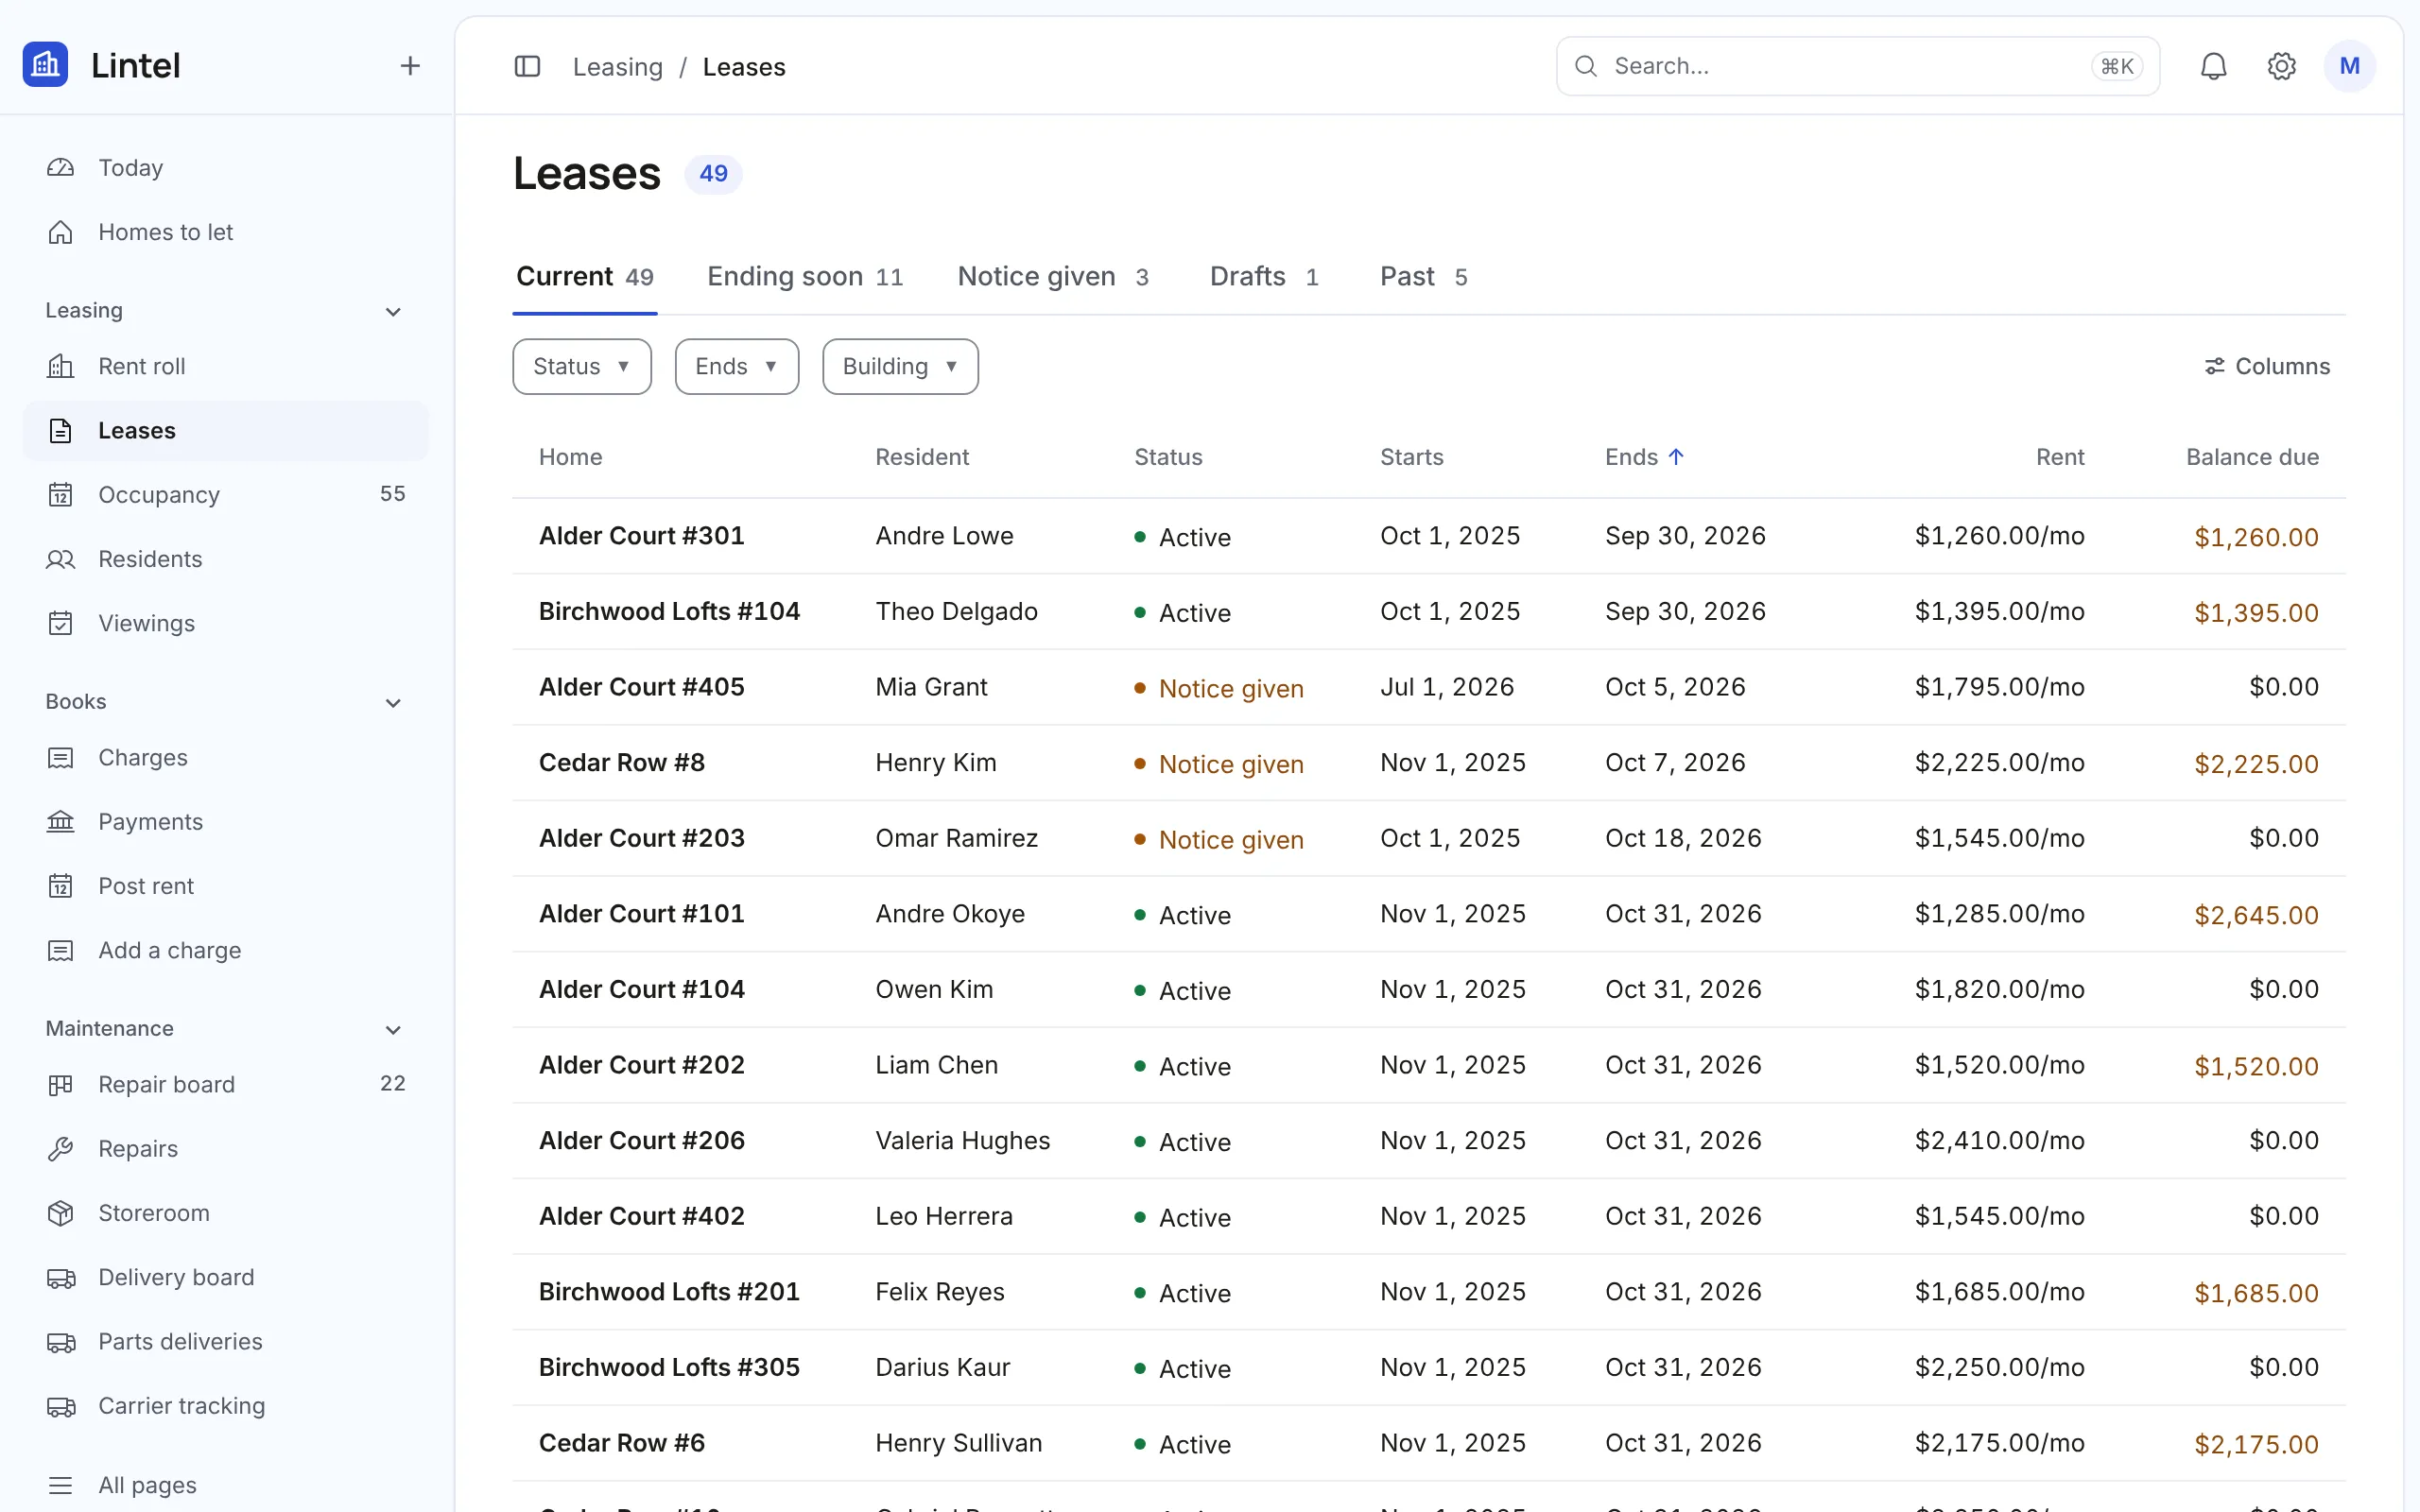 Lintel
Today
Homes to let
Leasing
Rent roll
Leases
Occupancy 55
Residents
Viewings
Books
Charges
Payments
12 Post rent
Add a charge
Maintenance
Repair board 22
Repairs
Storeroom
Delivery board
Parts deliveries
Carrier tracking
All pages
Leasing / Leases
Search... ⌘K
M
Leases 49
Current 49 Ending soon 11 Notice given 3 Drafts 1 Past 5
Status ▼ Ends ▼ Building ▼ Columns
Home Resident Status Starts Ends ↑ Rent Balance due
Alder Court #301 Andre Lowe Active Oct 1, 2025 Sep 30, 2026 $1,260.00/mo $1,260.00
Birchwood Lofts #104 Theo Delgado Active Oct 1, 2025 Sep 30, 2026 $1,395.00/mo $1,395.00
Alder Court #405 Mia Grant Notice given Jul 1, 2026 Oct 5, 2026 $1,795.00/mo $0.00
Cedar Row #8 Henry Kim Notice given Nov 1, 2025 Oct 7, 2026 $2,225.00/mo $2,225.00
Alder Court #203 Omar Ramirez Notice given Oct 1, 2025 Oct 18, 2026 $1,545.00/mo $0.00
Alder Court #101 Andre Okoye Active Nov 1, 2025 Oct 31, 2026 $1,285.00/mo $2,645.00
Alder Court #104 Owen Kim Active Nov 1, 2025 Oct 31, 2026 $1,820.00/mo $0.00
Alder Court #202 Liam Chen Active Nov 1, 2025 Oct 31, 2026 $1,520.00/mo $1,520.00
Alder Court #206 Valeria Hughes Active Nov 1, 2025 Oct 31, 2026 $2,410.00/mo $0.00
Alder Court #402 Leo Herrera Active Nov 1, 2025 Oct 31, 2026 $1,545.00/mo $0.00
Birchwood Lofts #201 Felix Reyes Active Nov 1, 2025 Oct 31, 2026 $1,685.00/mo $1,685.00
Birchwood Lofts #305 Darius Kaur Active Nov 1, 2025 Oct 31, 2026 $2,250.00/mo $0.00
Cedar Row #6 Henry Sullivan Active Nov 1, 2025 Oct 31, 2026 $2,175.00/mo $2,175.00